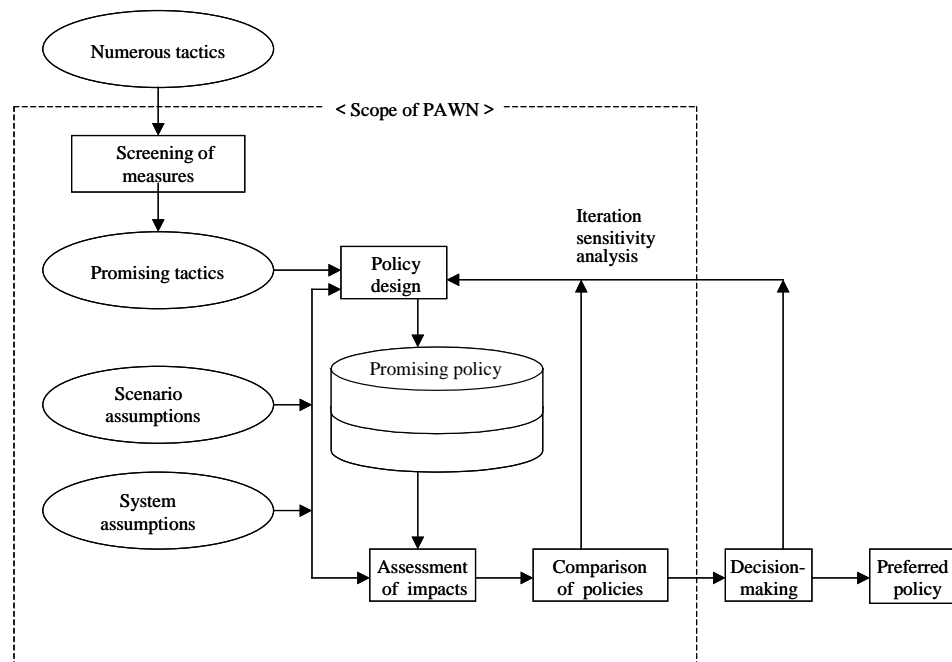 Numerous tactics
< Scope of PAWN >
Screening of
measures
Iteration
sensitivity
analysis
Promising tactics
Policy
design
Promising policy
Scenario
assumptions
System
assumptions
Assessment
of impacts
Comparison
of policies
Decision-
making
Preferred
policy